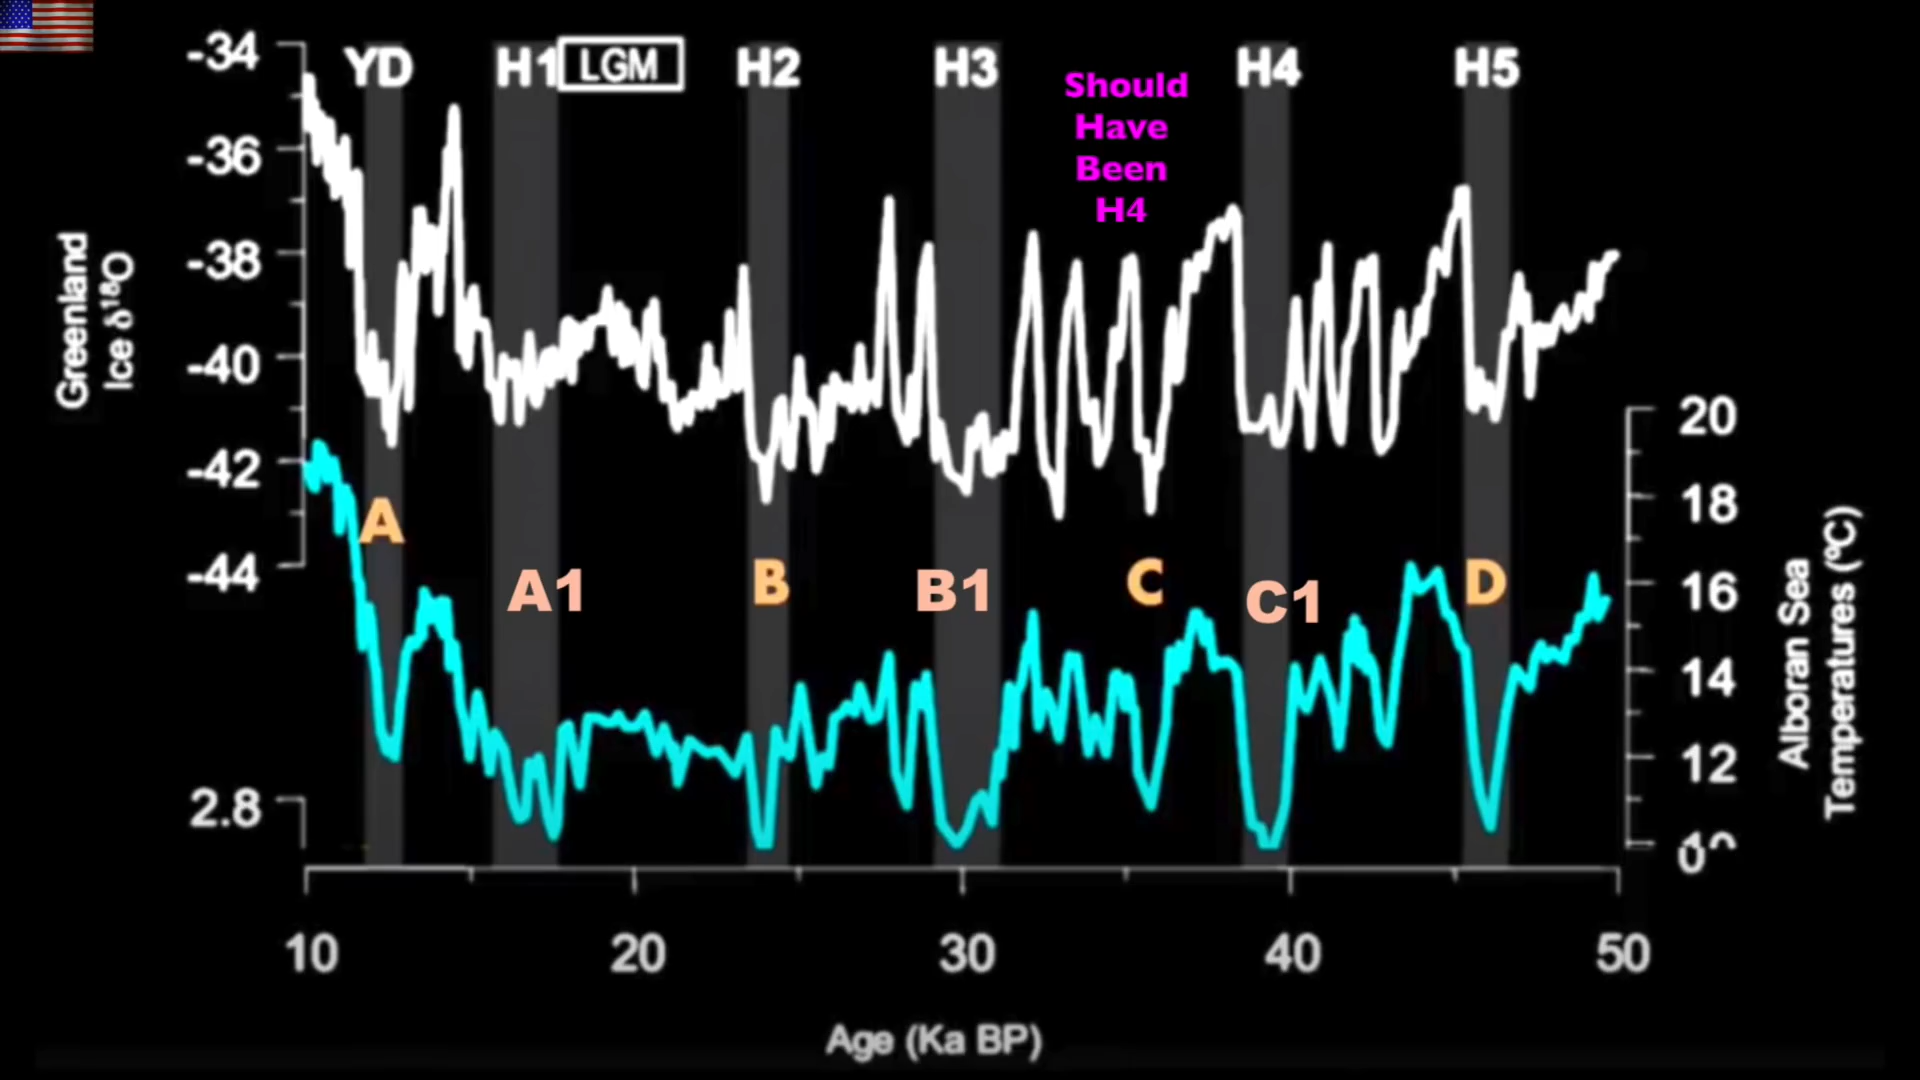 -34
-36
-38
-40
-42
-44
2.8
Greenland
Ice δ¹⁸O
YD
H1
LGM
H2
H3
Should
Have
Been
H4
H4
H5
A
A1
B
B1
C
C1
D
20
18
16
14
12
Alboran Sea
Temperatures (ºC)
10
20
30
40
50
Age (Ka BP)